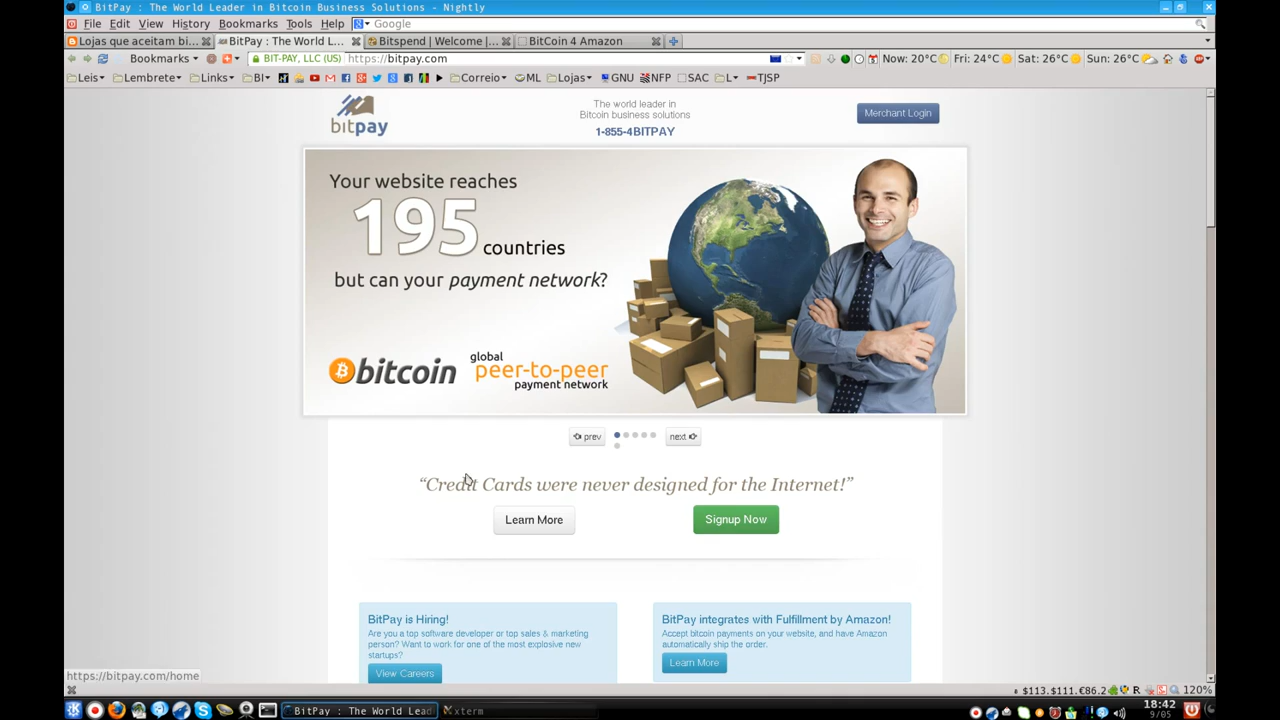 BitPay : The World Leader in Bitcoin Business Solutions - Nightly
File Edit View History Bookmarks Tools Help
Google
Lojas que aceitam bi...
BitPay : The World L...
Bitspend | Welcome |...
BitCoin 4 Amazon
Bookmarks
BIT-PAY, LLC (US)
https://bitpay.com
Now: 20°C
Fri: 24°C
Sat: 26°C
Sun: 26°C
Leis
Lembrete
Links
BI
Correio
ML
Lojas
GNU
NFP
SAC
L
TJSP
bitpay
The world leader in
Bitcoin business solutions
1-855-4BITPAY
Merchant Login
Your website reaches
195 countries
but can your payment network?
bitcoin
global
peer-to-peer
payment network
prev
next
“Credit Cards were never designed for the Internet!”
Learn More
Signup Now
BitPay is Hiring!
Are you a top software developer or top sales & marketing
person? Want to work for one of the most explosive new
startups?
View Careers
BitPay integrates with Fulfillment by Amazon!
Accept bitcoin payments on your website, and have Amazon
automatically ship the order.
Learn More
https://bitpay.com/home
$113.$111.€86.2
R
120%
BitPay : The World Lead
xterm
18:42
9/05